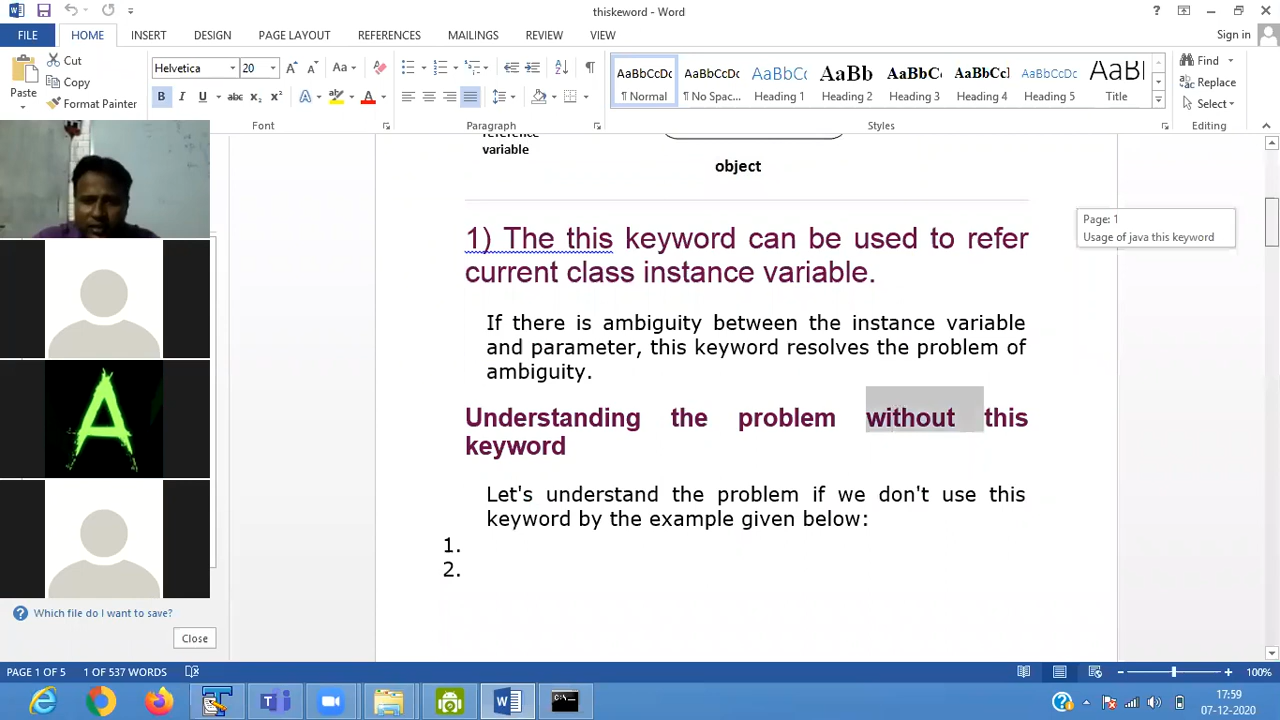 thiskeword - Word
Sign in
FILE HOME INSERT DESIGN PAGE LAYOUT REFERENCES MAILINGS REVIEW VIEW
Paste
Cut
Copy
Format Painter
Helvetica 20
Font
Paragraph
AaBbCcDc AaBbCcDc AaBbCc AaBb AaBbC AaBbCcI AaBbCcDc AaBl
¶ Normal ¶ No Spac... Heading 1 Heading 2 Heading 3 Heading 4 Heading 5 Title
Styles
Find
Replace
Select
Editing
reference
variable
object
Page: 1
Usage of java this keyword
1) The this keyword can be used to refer
current class instance variable.
If there is ambiguity between the instance variable
and parameter, this keyword resolves the problem of
ambiguity.
Understanding the problem without this
keyword
Let's understand the problem if we don't use this
keyword by the example given below:
1.
2.
A
Which file do I want to save?
Close
PAGE 1 OF 5 1 OF 537 WORDS
100%
17:59
07-12-2020